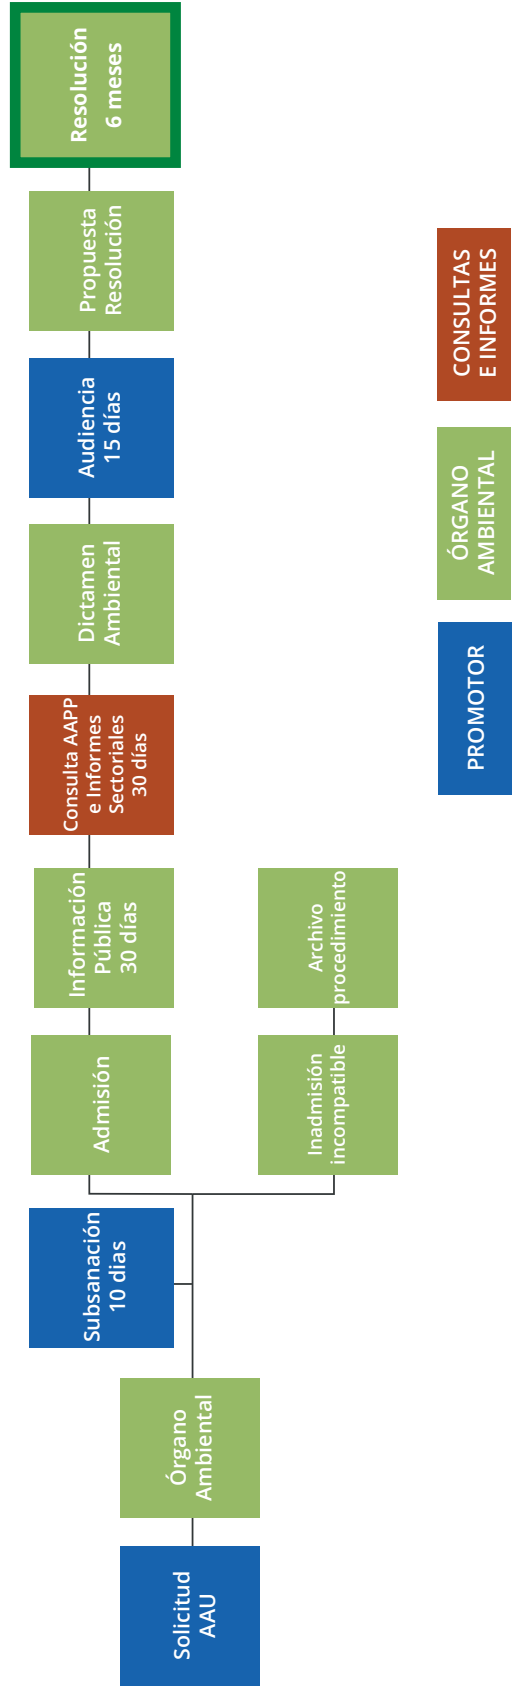 Solicitud
AAU
Órgano
Ambiental
Subsanación
10 dias
Admisión
Información
Pública
30 días
Consulta AAPP
e Informes
Sectoriales
30 días
Dictamen
Ambiental
Audiencia
15 días
Propuesta
Resolución
Resolución
6 meses
Inadmisión
incompatible
Archivo
procedimiento
PROMOTOR
ÓRGANO
AMBIENTAL
CONSULTAS
E INFORMES